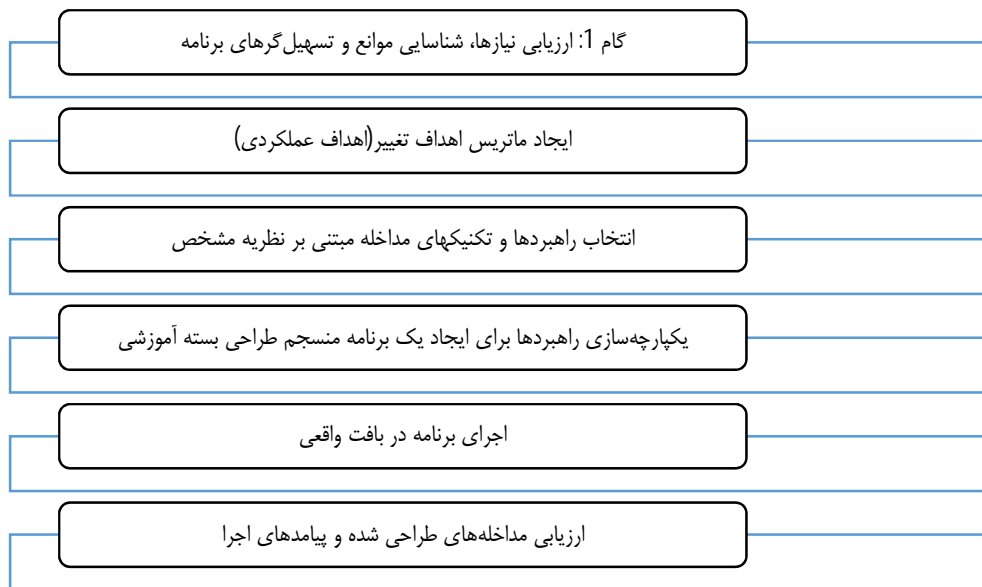 گام 1: ارزیابی نیازها، شناسایی موانع و تسهیل‌گرهای برنامه
ایجاد ماتریس اهداف تغییر(اهداف عملکردی)
انتخاب راهبردها و تکنیکهای مداخله مبتنی بر نظریه مشخص
یکپارچه‌سازی راهبردها برای ایجاد یک برنامه منسجم طراحی بسته آموزشی
اجرای برنامه در بافت واقعی
ارزیابی مداخله‌های طراحی شده و پیامدهای اجرا